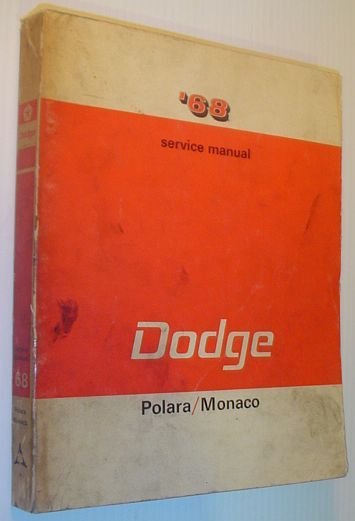 '68
service manual
Dodge
Polara/Monaco
68